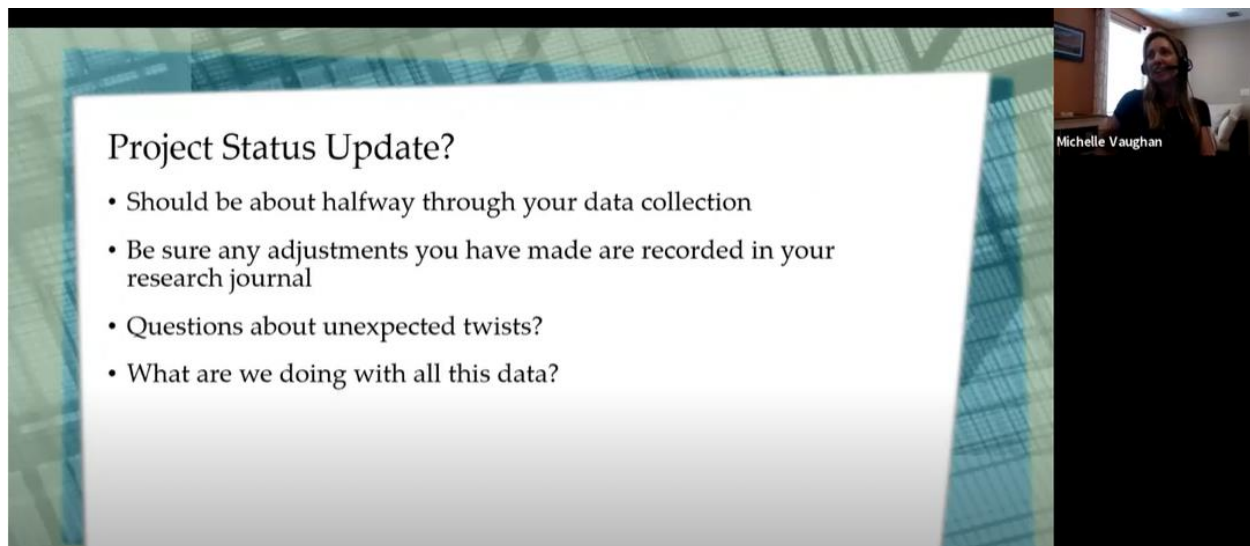 Project Status Update?
• Should be about halfway through your data collection
• Be sure any adjustments you have made are recorded in your
research journal
• Questions about unexpected twists?
• What are we doing with all this data?
Michelle Vaughan